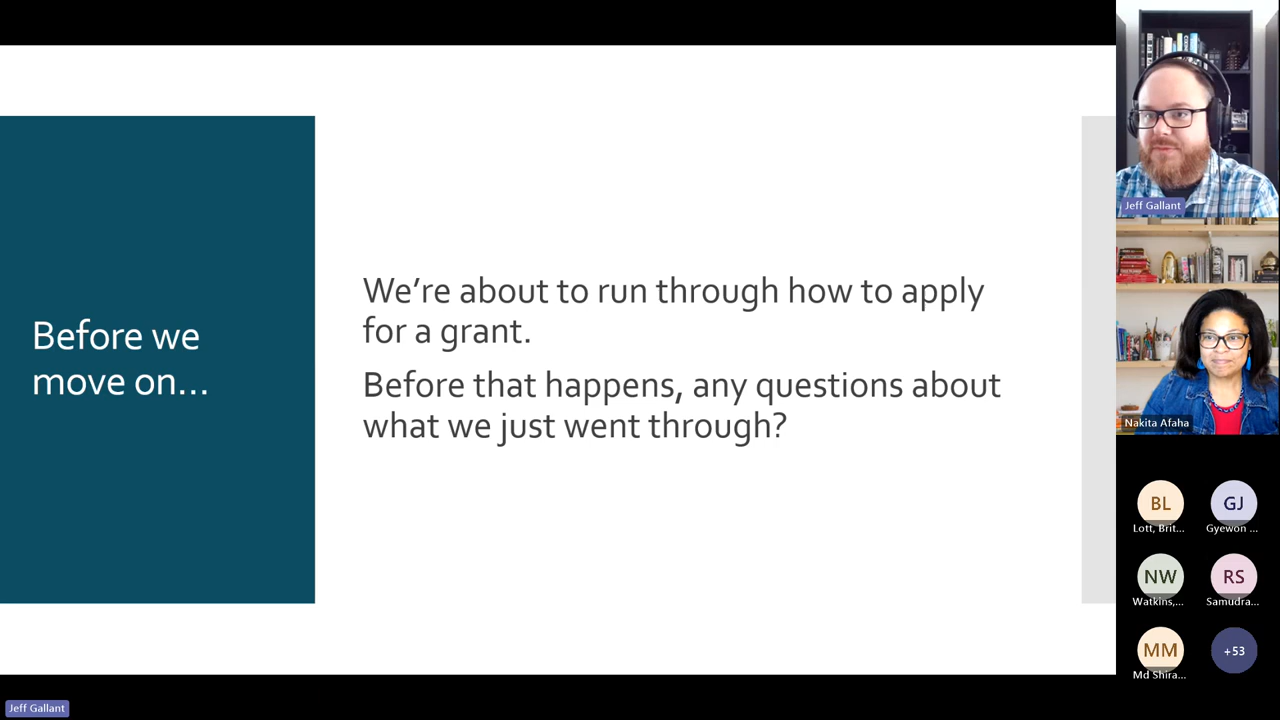 Before we
move on...
We're about to run through how to apply
for a grant.
Before that happens, any questions about
what we just went through?
Jeff Gallant
Nakita Afaha
BL
GJ
Lott, Brit...
Gyewon ...
NW
RS
Watkins,...
Samudra...
MM
+53
Md Shira...
Jeff Gallant